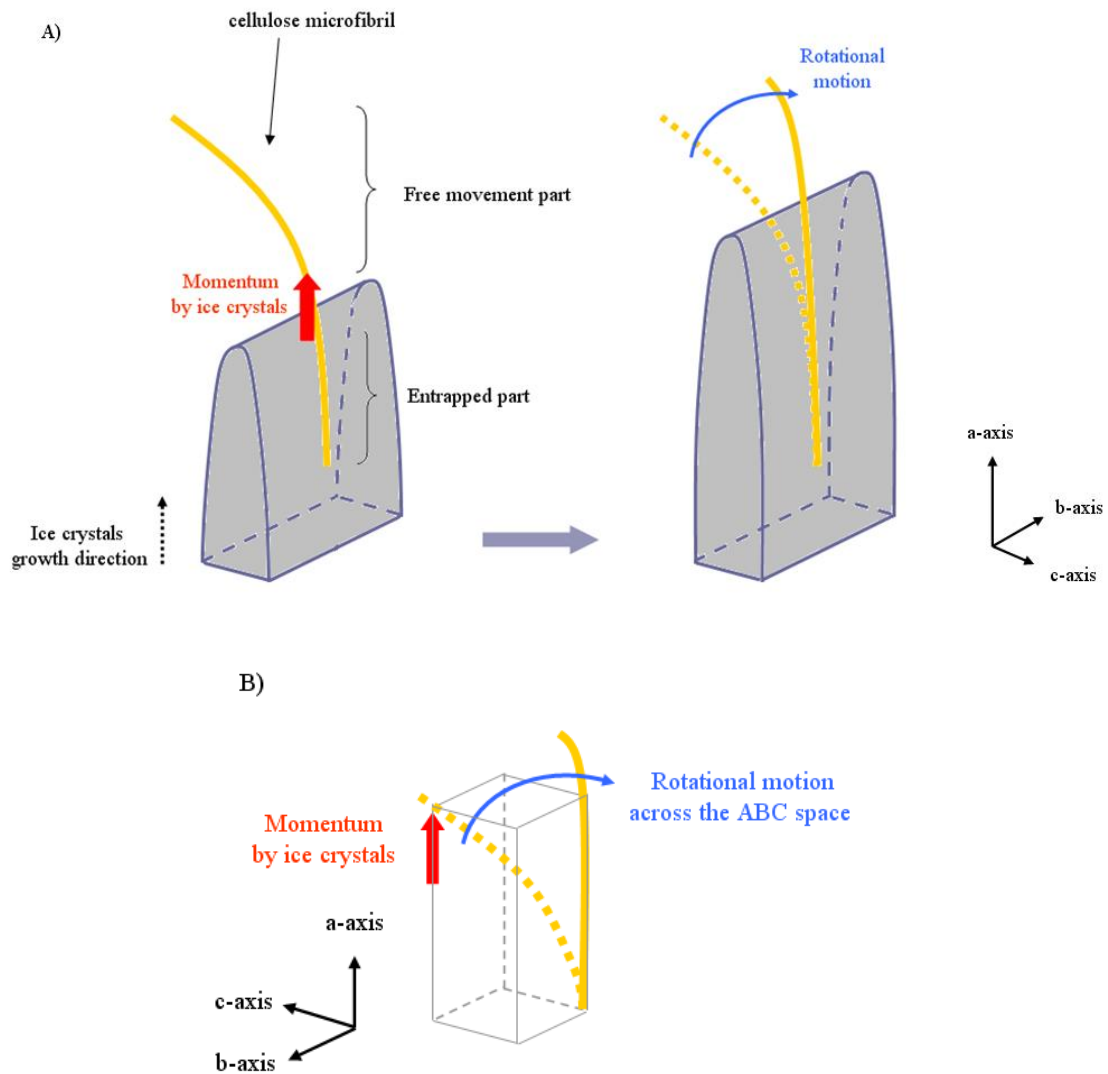 A)
cellulose microfibril
Rotational
motion
Free movement part
Momentum
by ice crystals
Entrapped part
a-axis
b-axis
c-axis
Ice crystals
growth direction
B)
Rotational motion
across the ABC space
Momentum
by ice crystals
a-axis
c-axis
b-axis